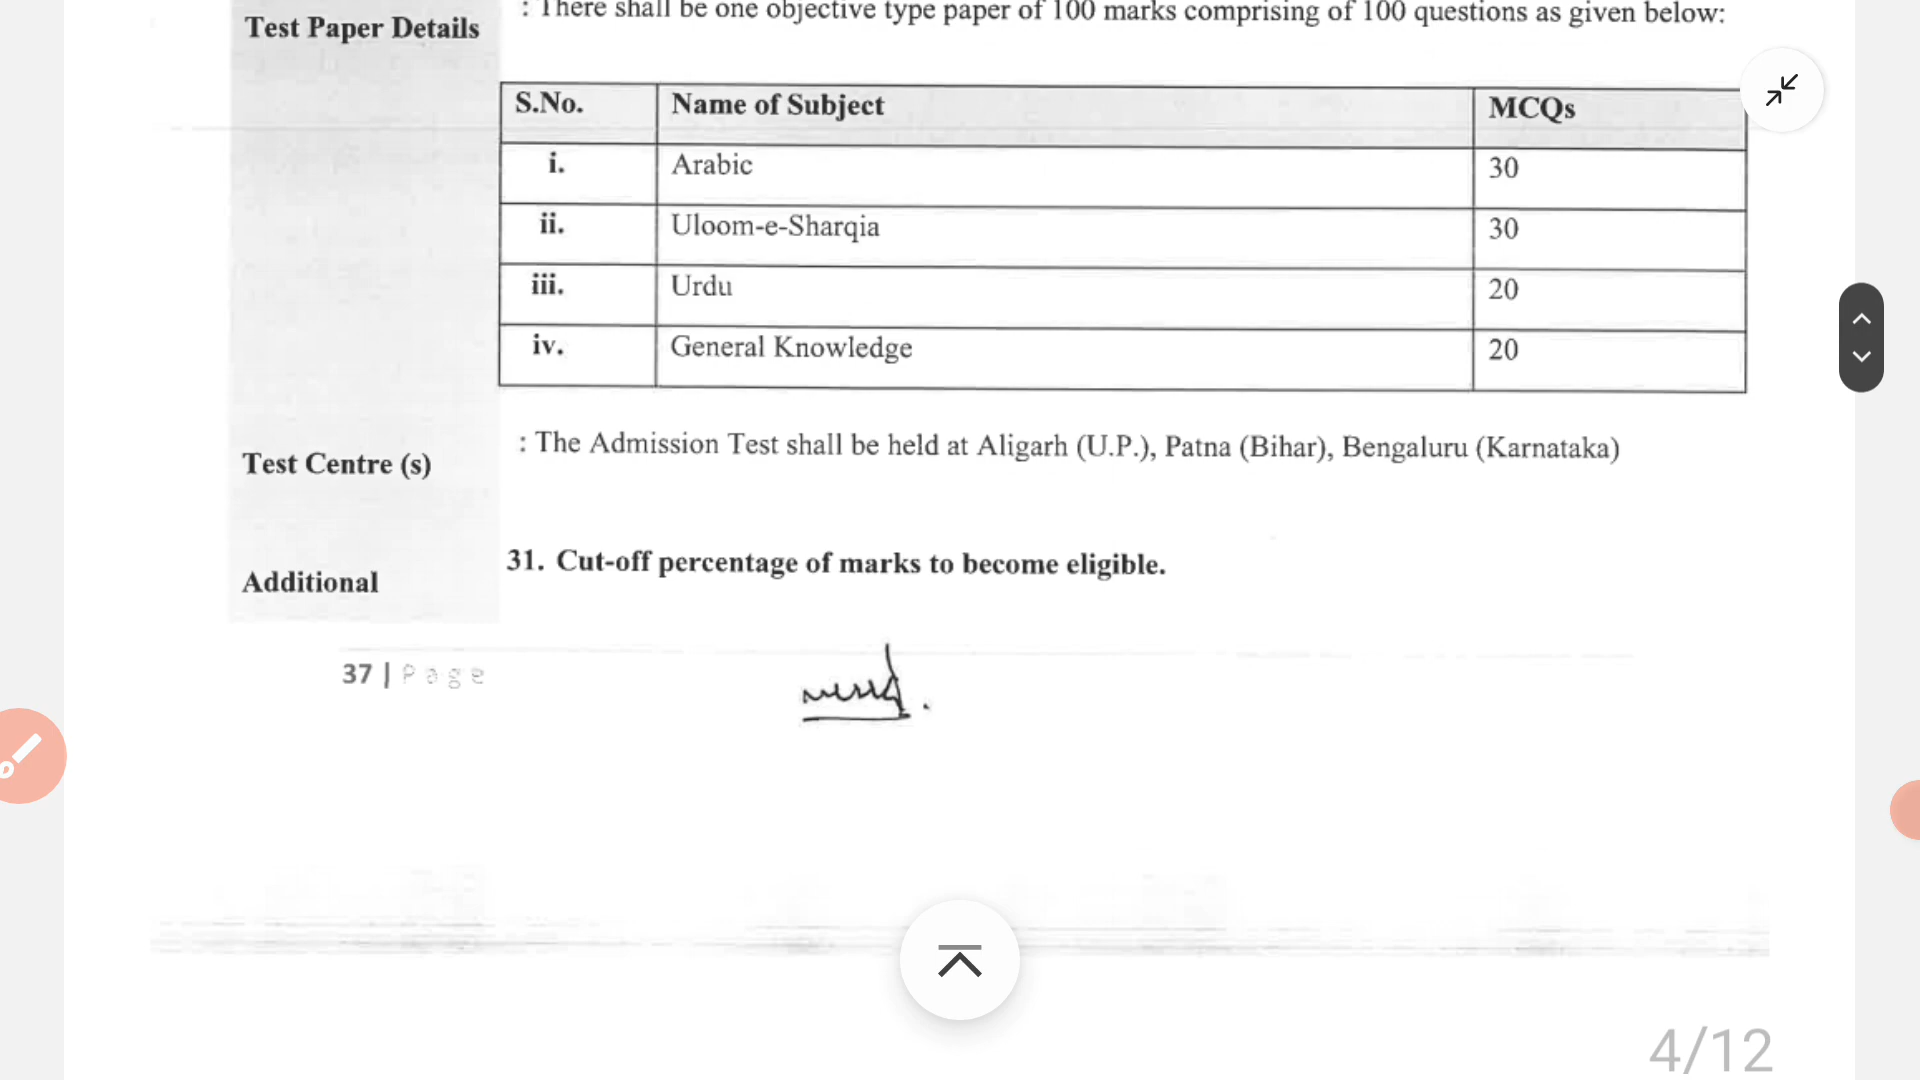 Test Paper Details : There shall be one objective type paper of 100 marks comprising of 100 questions as given below:
S.No. Name of Subject MCQs
i. Arabic 30
ii. Uloom-e-Sharqia 30
iii. Urdu 20
iv. General Knowledge 20
Test Centre (s) : The Admission Test shall be held at Aligarh (U.P.), Patna (Bihar), Bengaluru (Karnataka)
Additional 31. Cut-off percentage of marks to become eligible.
37 | Page
4/12